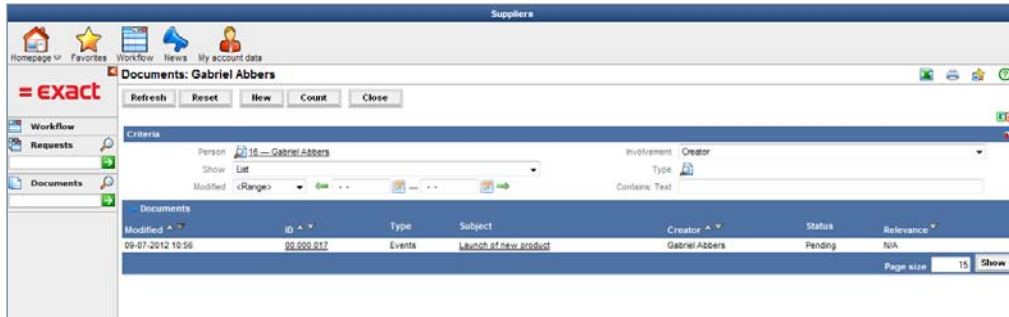 Suppliers
Homepage Favorites Workflow News My account data
Documents: Gabriel Abbers
= exact
Refresh Reset New Count Close
Workflow
Requests
Documents
Criteria
Person 15 — Gabriel Abbers Involvement Creator
Show List Type
Modified <Range> - - — - - Contains: Text
Documents
Modified ID Type Subject Creator Status Relevance
09-07-2012 10:56 00.000.017 Events Launch of new product Gabriel Abbers Pending N/A
Page size 15 Show